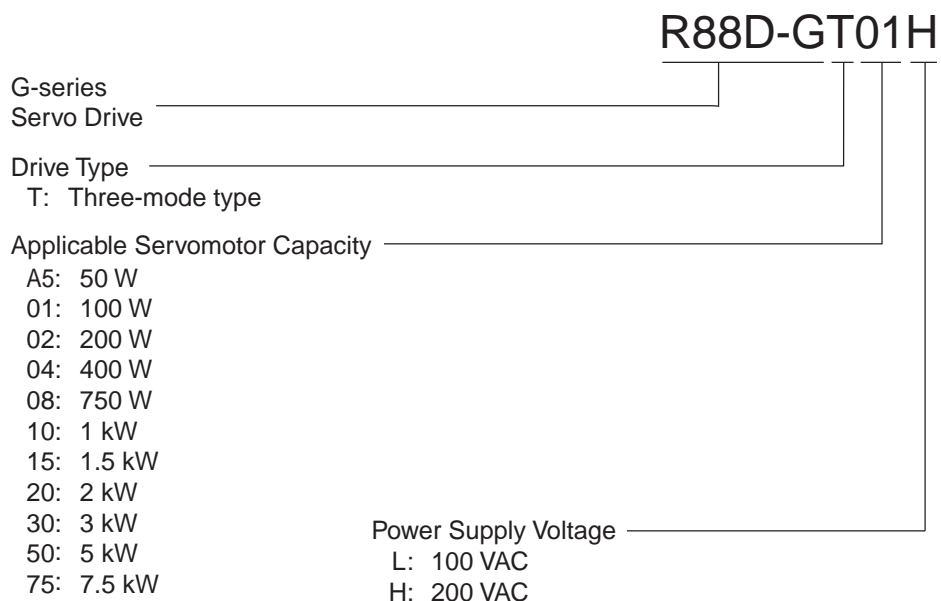 R88D-GT01H
G-series
Servo Drive
Drive Type
T: Three-mode type
Applicable Servomotor Capacity
A5: 50 W
01: 100 W
02: 200 W
04: 400 W
08: 750 W
10: 1 kW
15: 1.5 kW
20: 2 kW
30: 3 kW
50: 5 kW
75: 7.5 kW
Power Supply Voltage
L: 100 VAC
H: 200 VAC